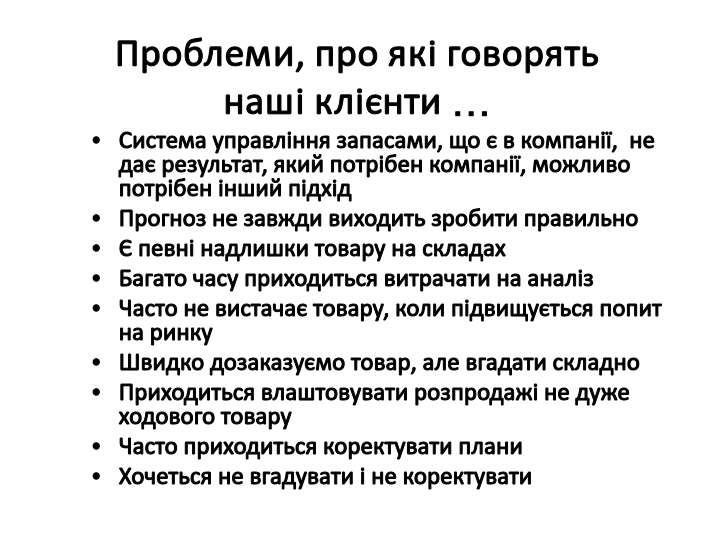 Проблеми, про які говорять
наші клієнти …
• Система управління запасами, що є в компанії,  не
дає результат, який потрібен компанії, можливо
потрібен інший підхід
• Прогноз не завжди виходить зробити правильно
• Є певні надлишки товару на складах
• Багато часу приходиться витрачати на аналіз
• Часто не вистачає товару, коли підвищується попит
на ринку
• Швидко дозаказуємо товар, але вгадати складно
• Приходиться влаштовувати розпродажі не дуже
ходового товару
• Часто приходиться коректувати плани
• Хочеться не вгадувати і не коректувати